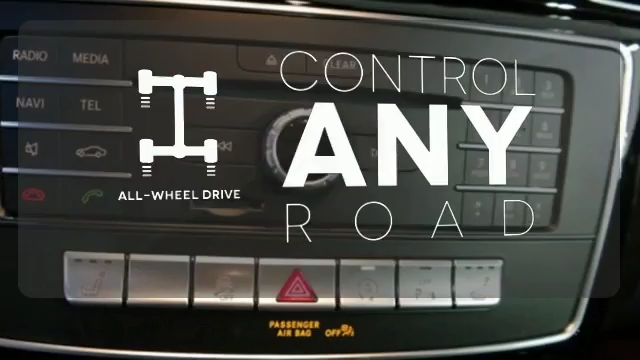 RADIO MEDIA
CLEAR
NAVI TEL
CONTROL
ANY
ROAD
ALL-WHEEL DRIVE
PASSENGER
AIR BAG OFF